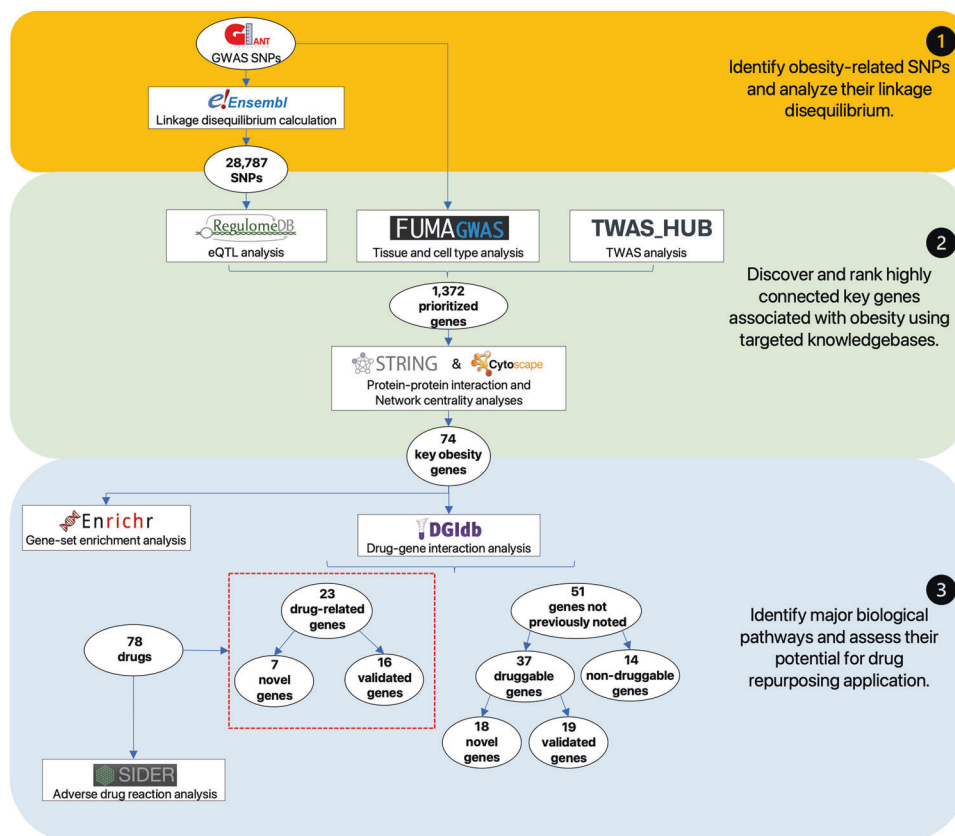 GIANT
GWAS SNPs
e!Ensembl
Linkage disequilibrium calculation
28,787
SNPs
1
Identify obesity-related SNPs
and analyze their linkage
disequilibrium.
RegulomeDB
eQTL analysis
FUMAGWAS
Tissue and cell type analysis
TWAS_HUB
TWAS analysis
1,372
prioritized
genes
STRING & Cytoscape
Protein-protein interaction and
Network centrality analyses
74
key obesity
genes
2
Discover and rank highly
connected key genes
associated with obesity using
targeted knowledgebases.
Enrichr
Gene-set enrichment analysis
DGIdb
Drug-gene interaction analysis
23
drug-related
genes
7
novel
genes
16
validated
genes
78
drugs
51
genes not
previously noted
37
druggable
genes
14
non-druggable
genes
18
novel
genes
19
validated
genes
SIDER
Adverse drug reaction analysis
3
Identify major biological
pathways and assess their
potential for drug
repurposing application.